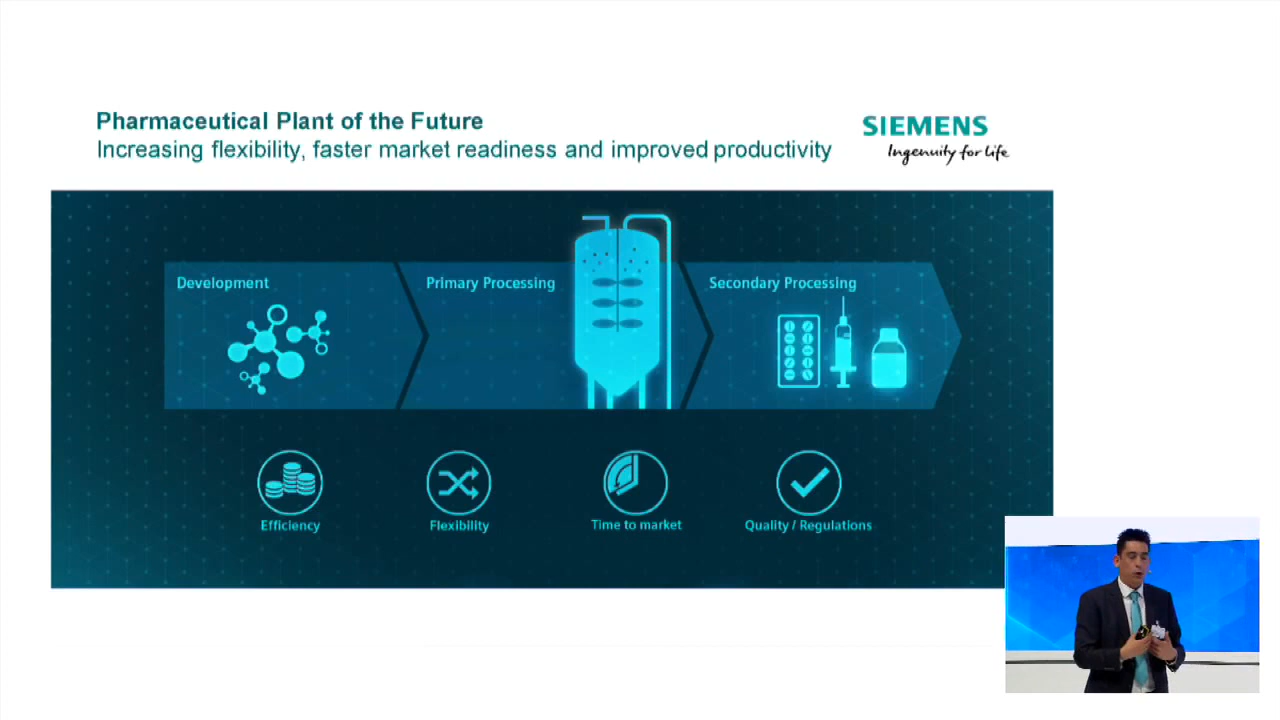 Pharmaceutical Plant of the Future
Increasing flexibility, faster market readiness and improved productivity
SIEMENS
Ingenuity for life
Development
Primary Processing
Secondary Processing
Efficiency
Flexibility
Time to market
Quality / Regulations